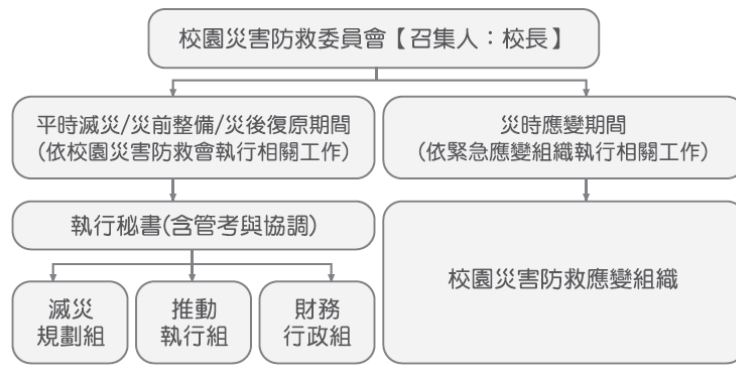 校園災害防救委員會【召集人：校長】
平時減災/災前整備/災後復原期間
(依校園災害防救會執行相關工作)
災時應變期間
(依緊急應變組織執行相關工作)
執行秘書(含管考與協調)
校園災害防救應變組織
減災
規劃組
推動
執行組
財務
行政組